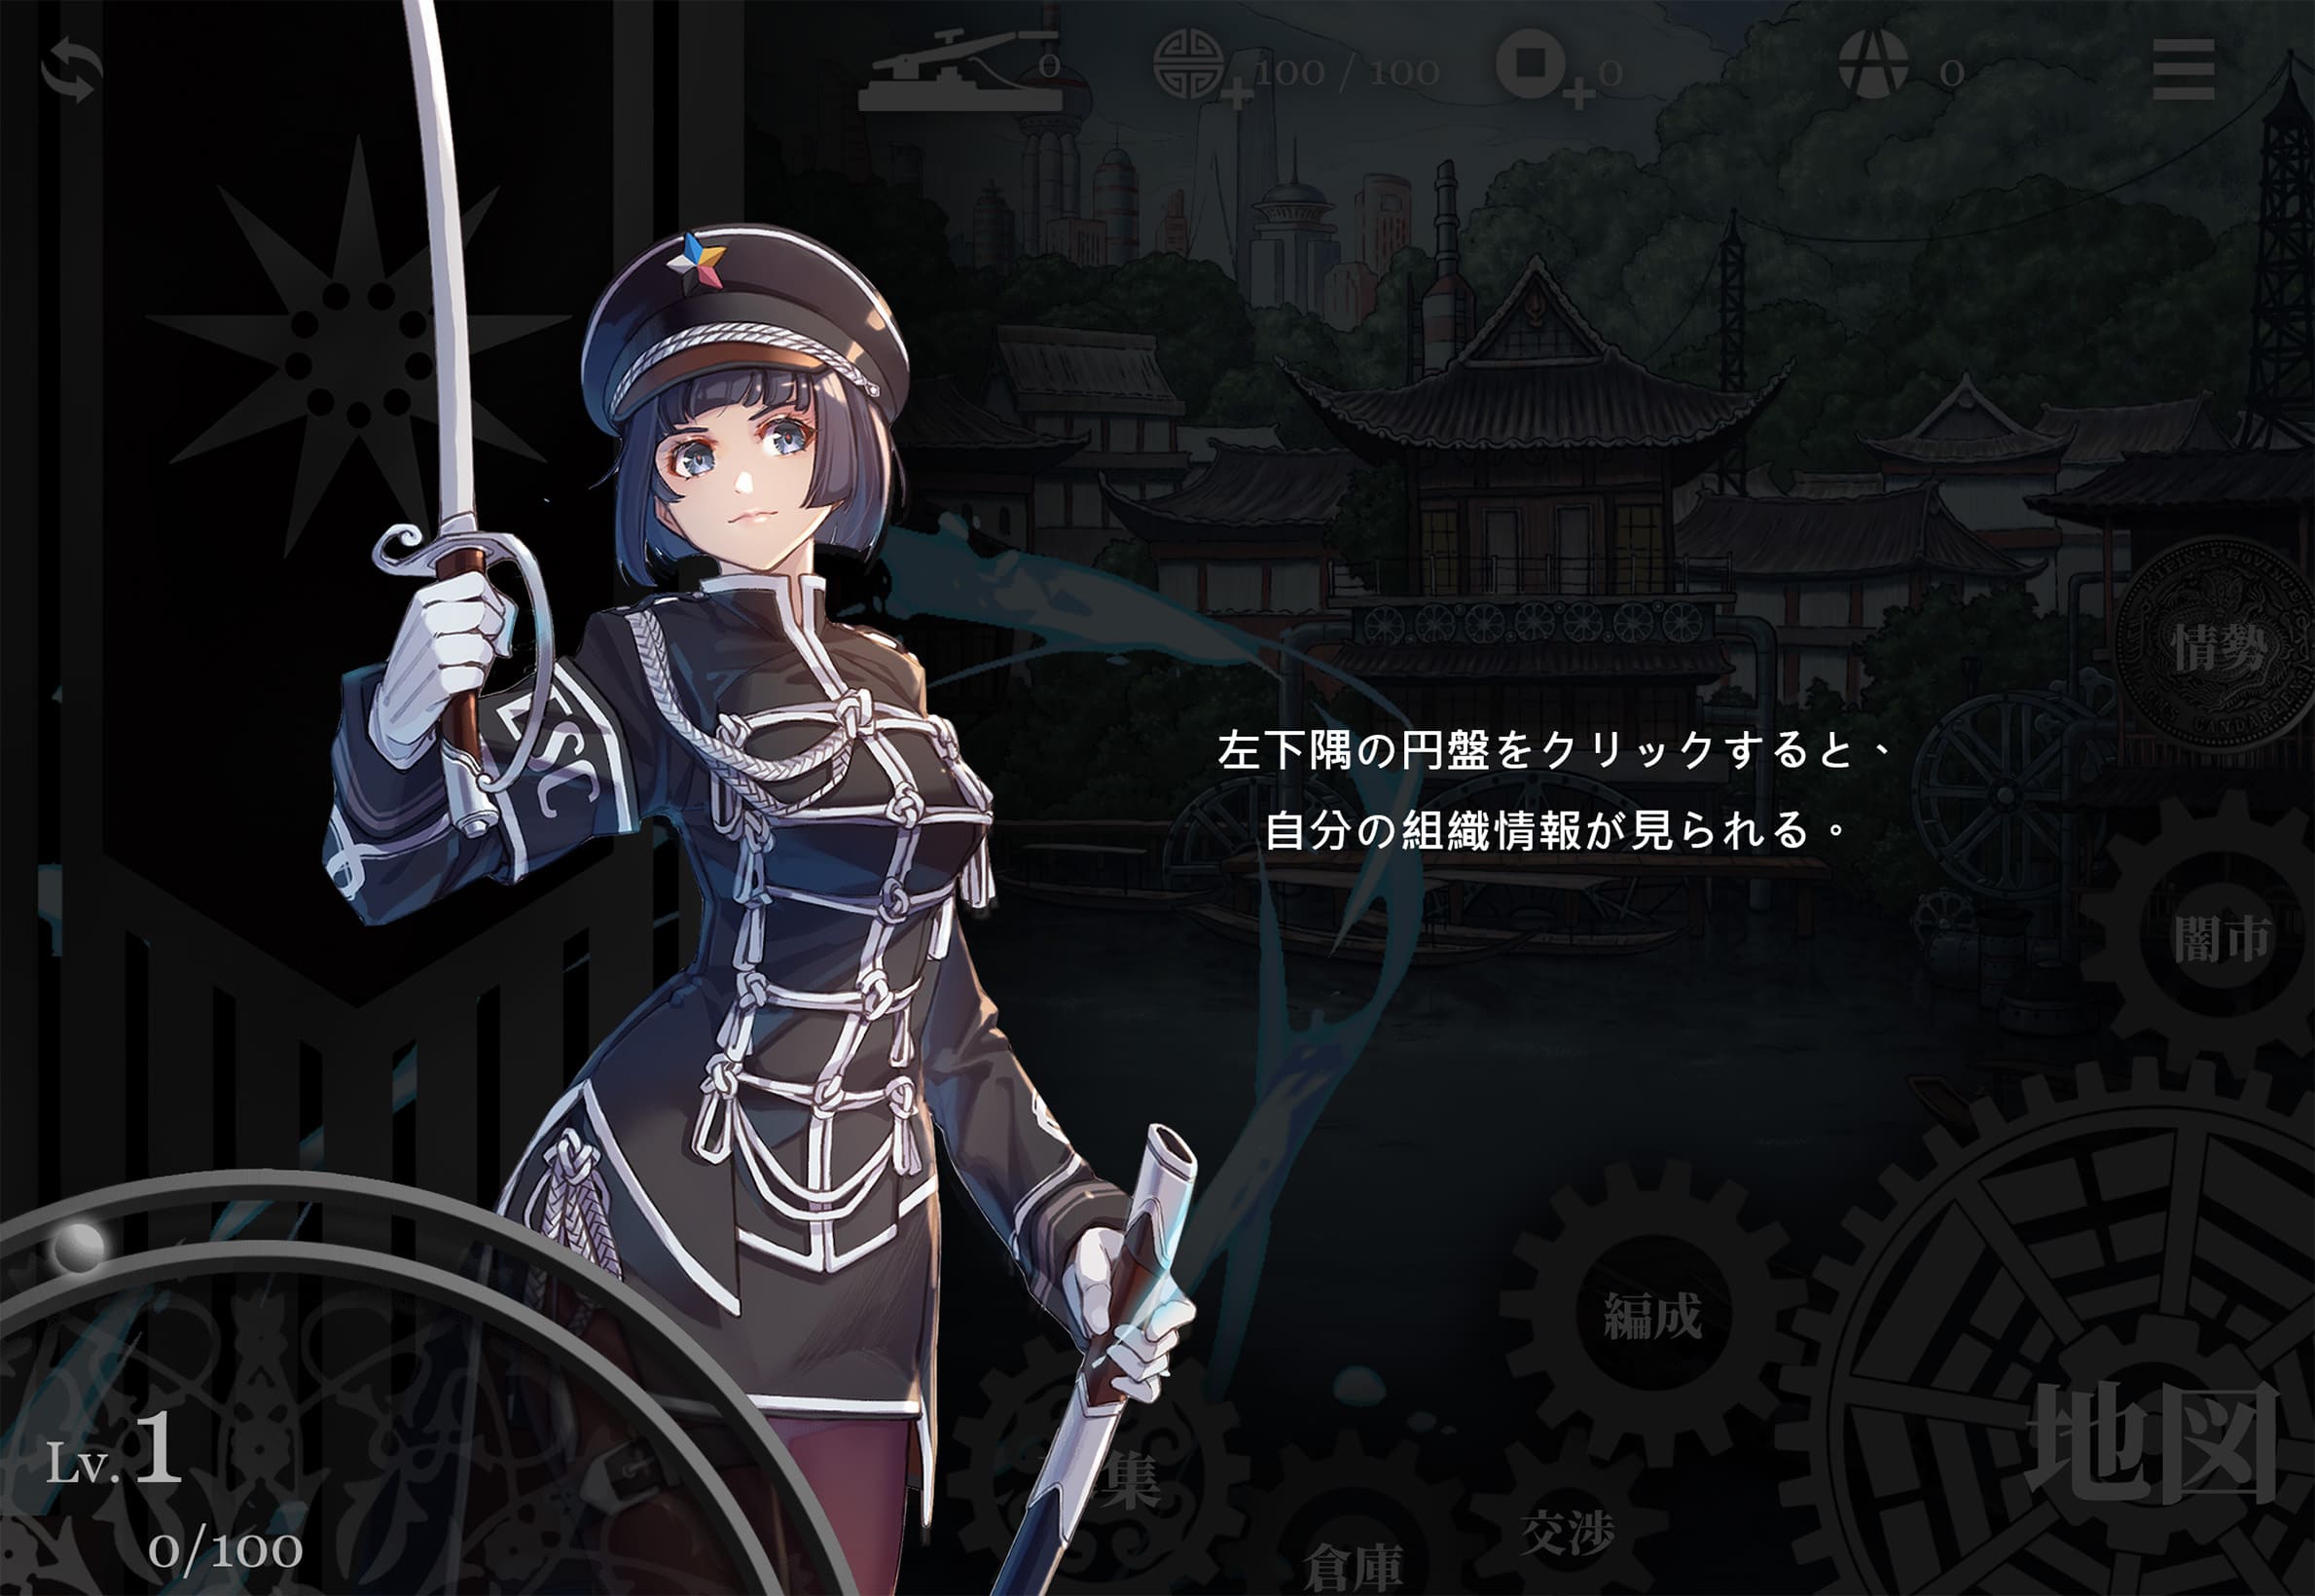 0
100 / 100
0
0
情勢
左下隅の円盤をクリックすると、
自分の組織情報が見られる。
ESC
闇市
編成
地図
集
交渉
倉庫
Lv. 1
0/100